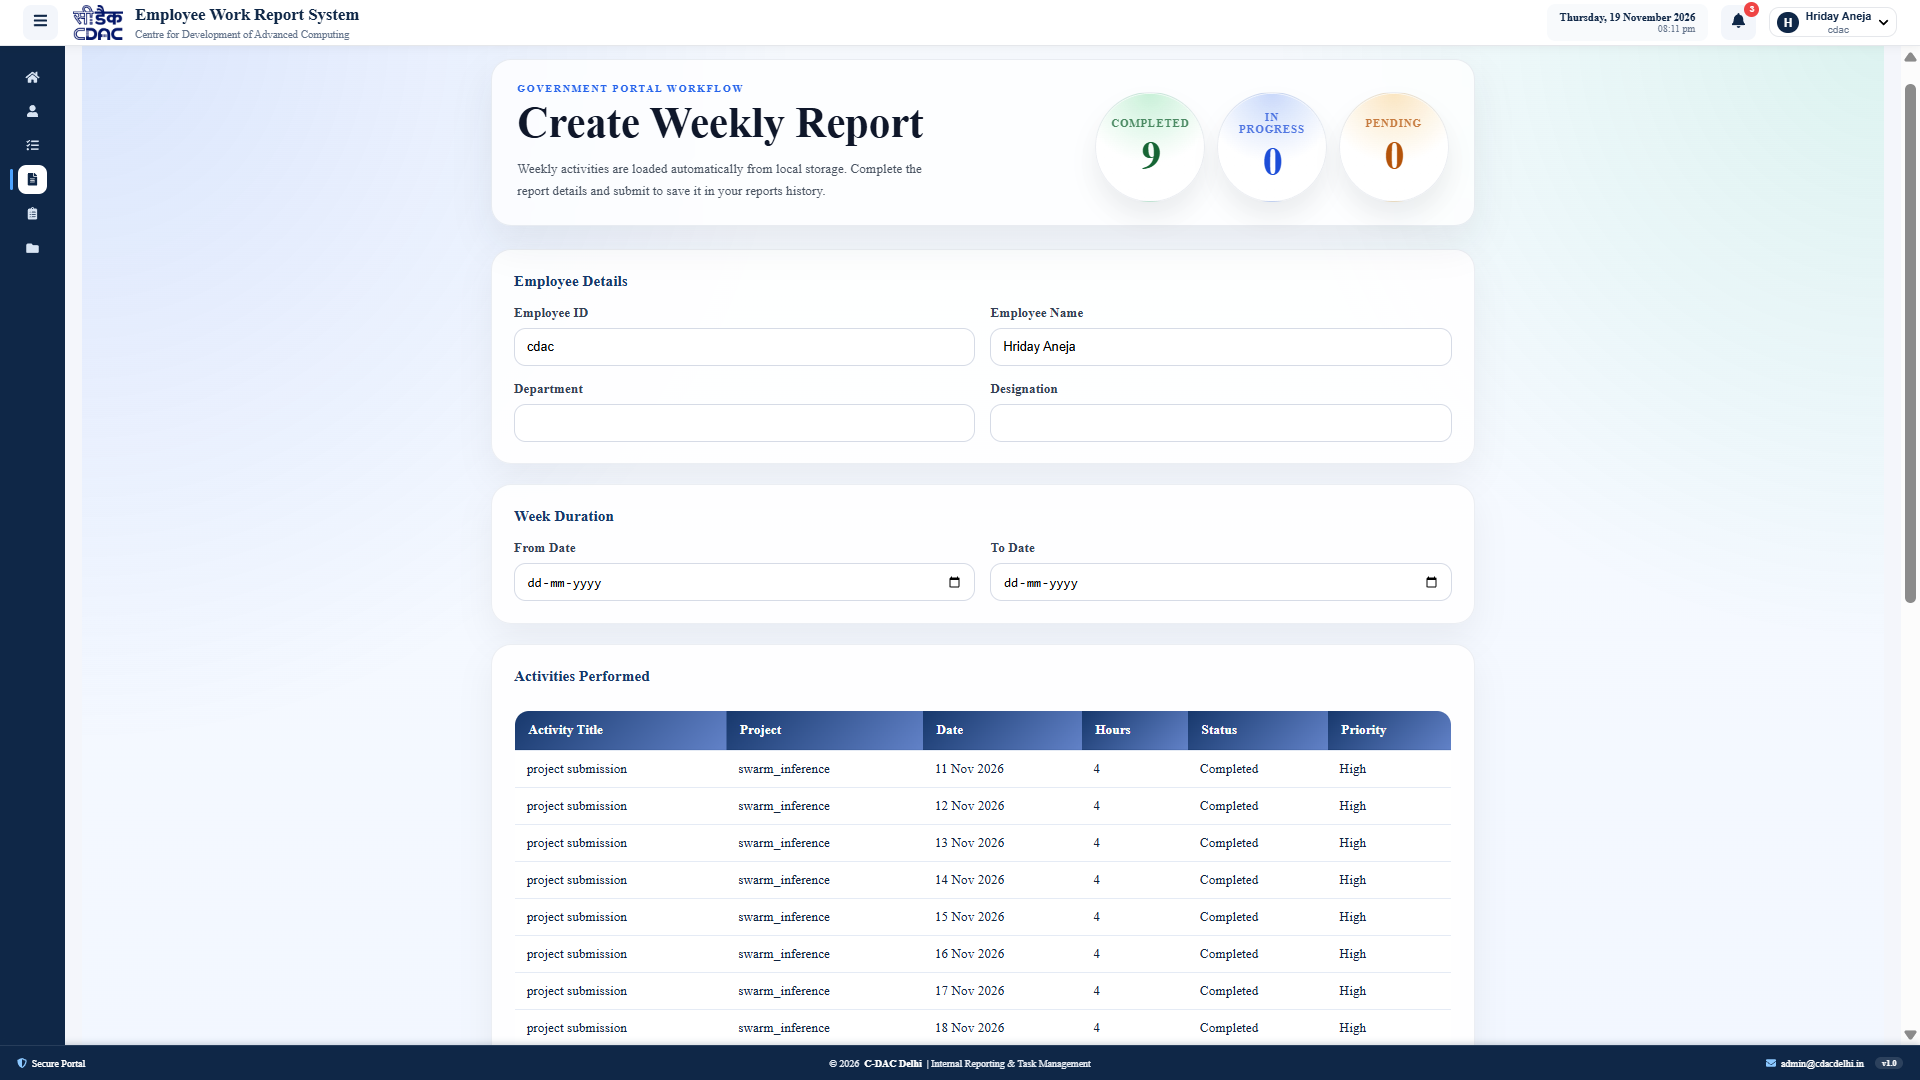 सी डैक
CDAC
Employee Work Report System
Centre for Development of Advanced Computing
Thursday, 19 November 2026
08:11 pm
3
H
Hriday Aneja
cdac
GOVERNMENT PORTAL WORKFLOW
Create Weekly Report
Weekly activities are loaded automatically from local storage. Complete the
report details and submit to save it in your reports history.
COMPLETED
9
IN
PROGRESS
0
PENDING
0
Employee Details
Employee ID
Employee Name
cdac
Hriday Aneja
Department
Designation
Week Duration
From Date
To Date
dd-mm-yyyy
dd-mm-yyyy
Activities Performed
Activity Title Project Date Hours Status Priority
project submission swarm_inference 11 Nov 2026 4 Completed High
project submission swarm_inference 12 Nov 2026 4 Completed High
project submission swarm_inference 13 Nov 2026 4 Completed High
project submission swarm_inference 14 Nov 2026 4 Completed High
project submission swarm_inference 15 Nov 2026 4 Completed High
project submission swarm_inference 16 Nov 2026 4 Completed High
project submission swarm_inference 17 Nov 2026 4 Completed High
project submission swarm_inference 18 Nov 2026 4 Completed High
Secure Portal
© 2026 C-DAC Delhi | Internal Reporting & Task Management
admin@cdacdelhi.in v1.0